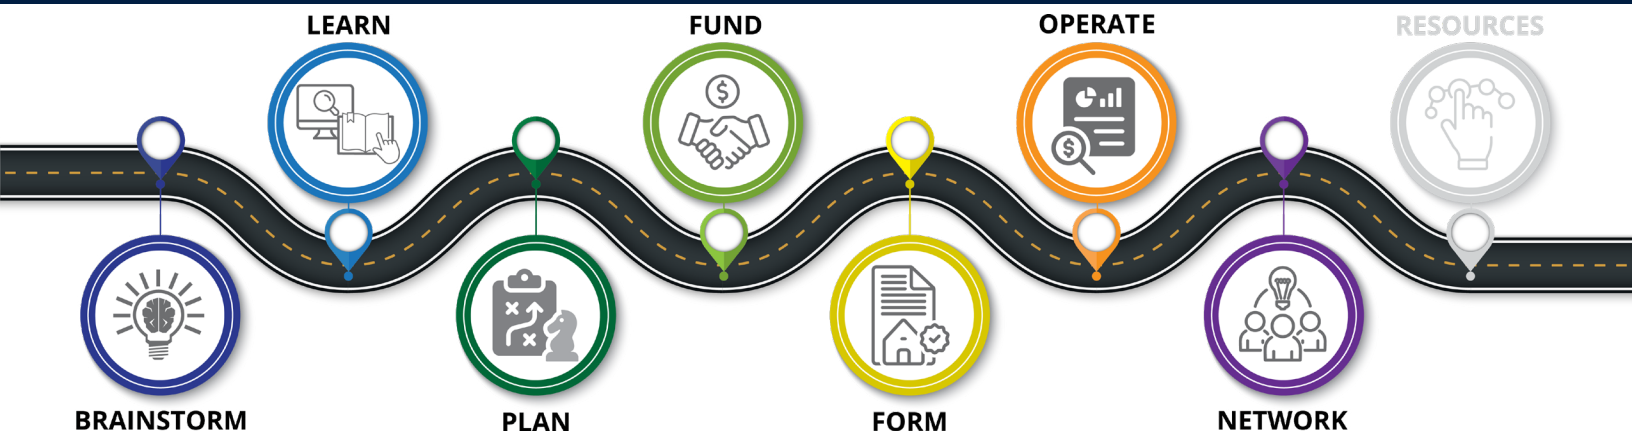 LEARN
FUND
OPERATE
RESOURCES
$
$
BRAINSTORM
PLAN
FORM
NETWORK